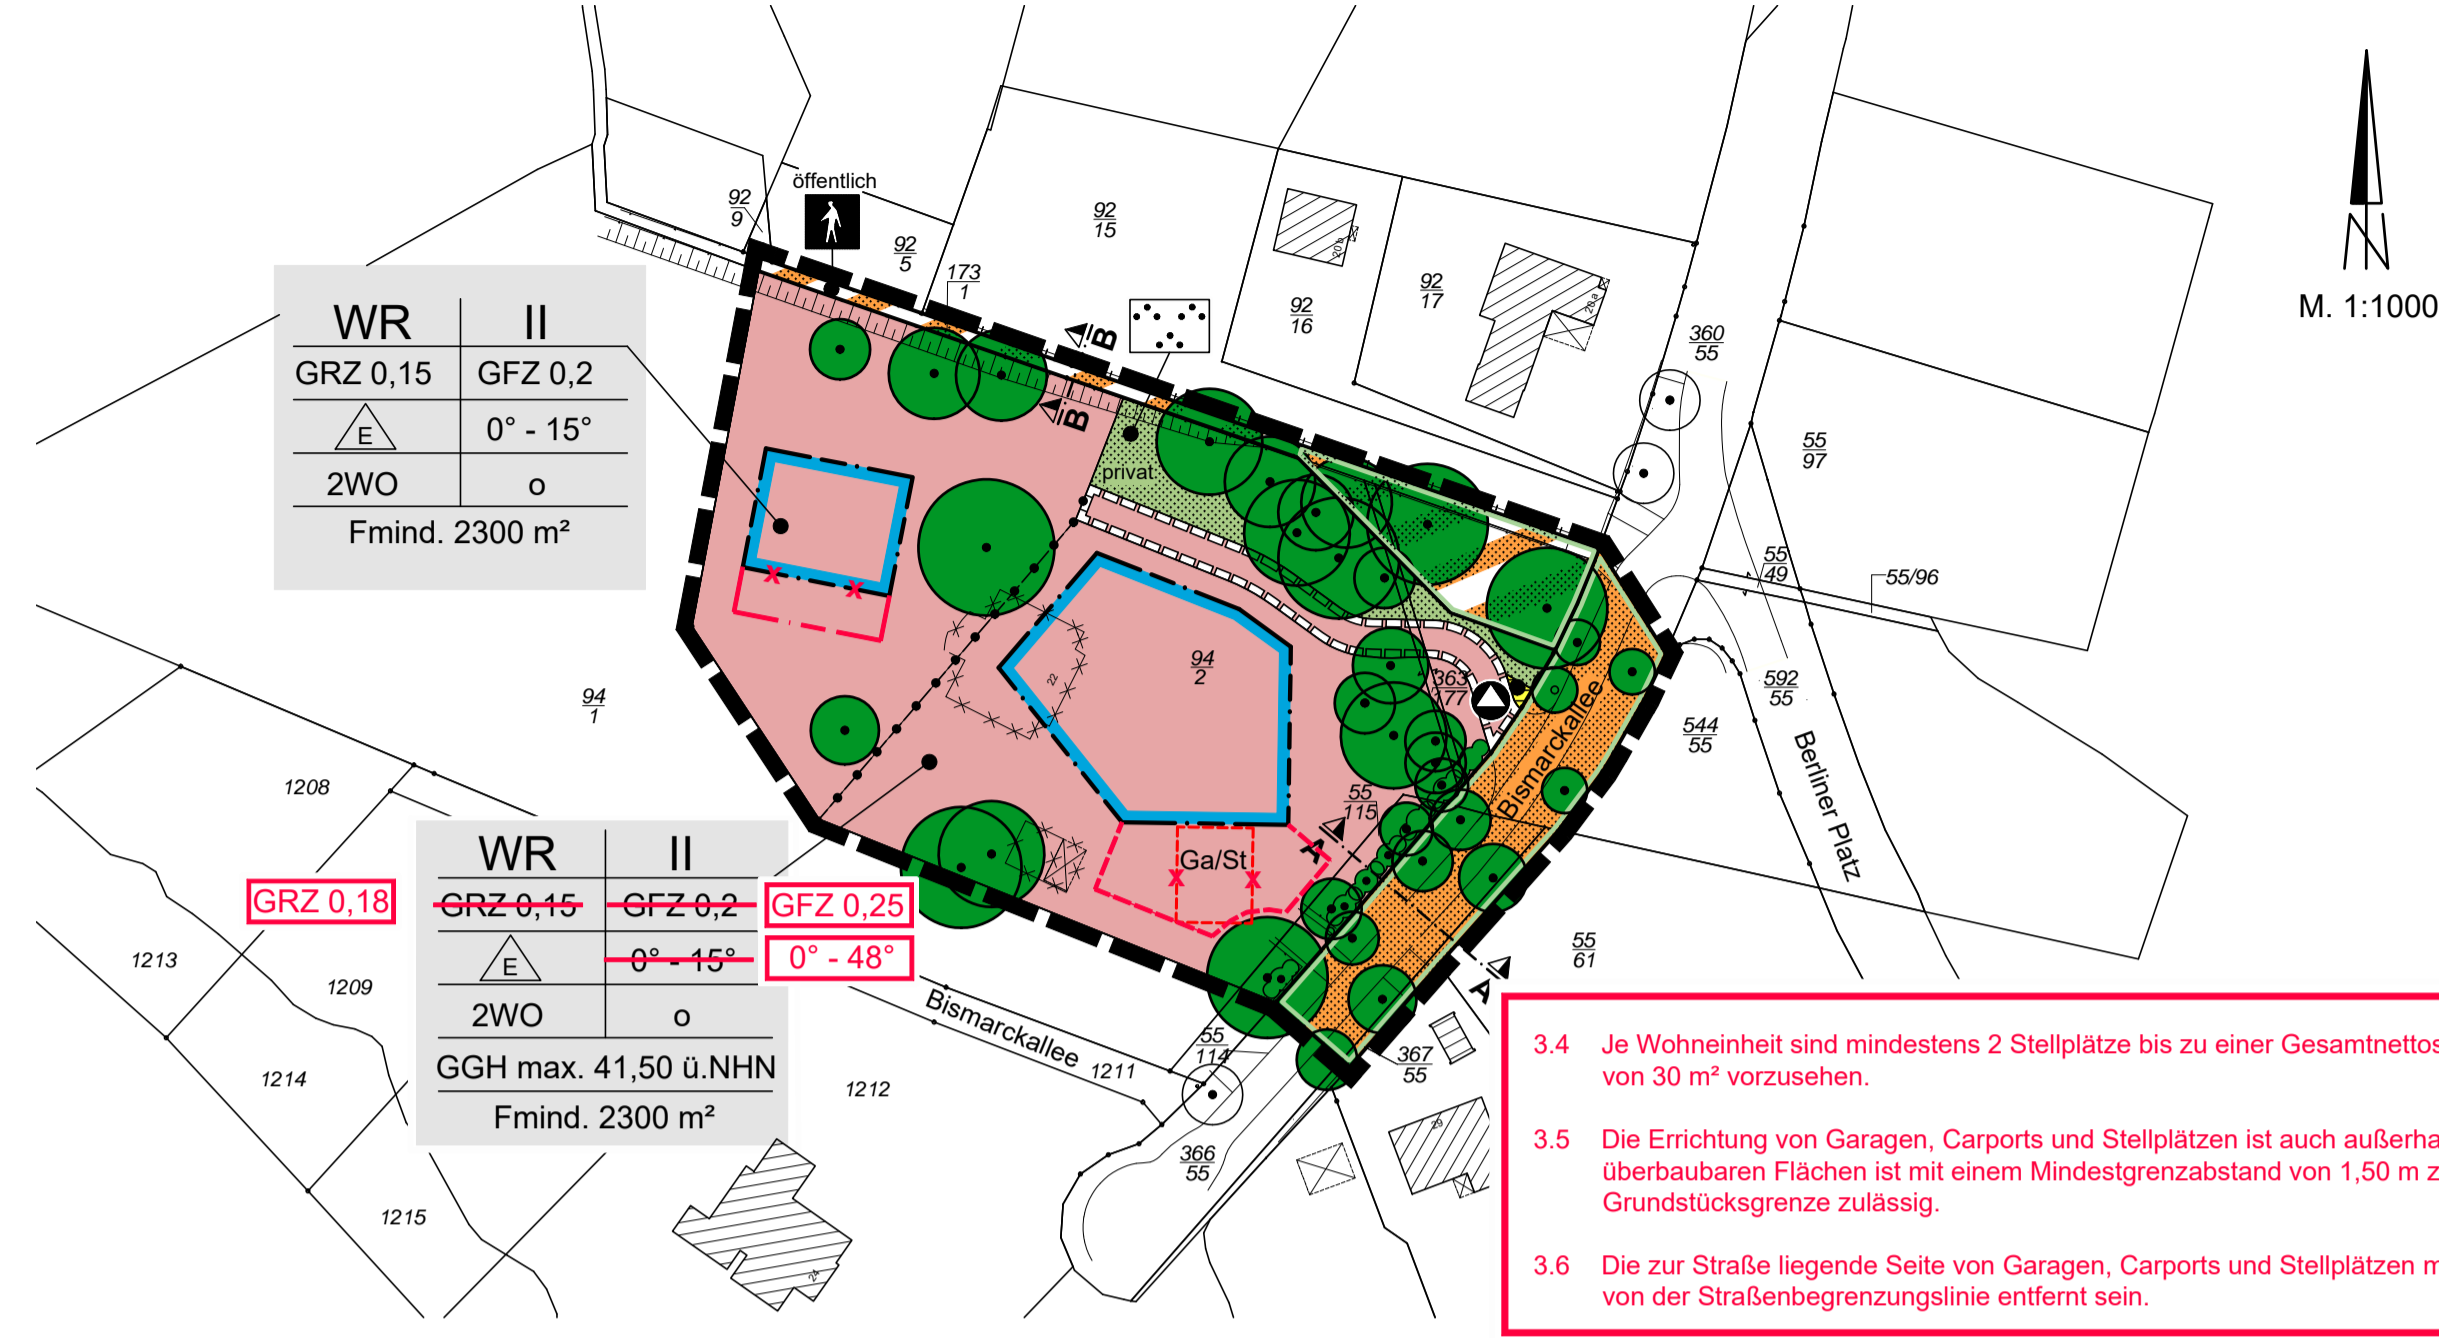 öffentlich
92
9
92
5
92
15
173
1
20 b
92
16
92
17
20 a
360
55
N
M. 1:1000
WR II
GRZ 0,15 GFZ 0,2
E 0° - 15°
2WO o
Fmind. 2300 m²
B
B
privat
55
97
55
49
55/96
94
1
94
2
22
363
177
592
55
544
55
Bismarckallee
Berliner Platz
55
115
A
Ga/St
1208
1213
1209
1214
1215
GRZ 0,18
WR II
GRZ 0,15 GFZ 0,2
GFZ 0,25
E 0° - 15°
0° - 48°
2WO o
GGH max. 41,50 ü.NHN
Fmind. 2300 m²
Bismarckallee
1212
1211
55
114
367
55
55
61
A
366
55
29
24
3.4 Je Wohneinheit sind mindestens 2 Stellplätze bis zu einer Gesamtnettos
von 30 m² vorzusehen.
3.5 Die Errichtung von Garagen, Carports und Stellplätzen ist auch außerha
überbaubaren Flächen ist mit einem Mindestgrenzabstand von 1,50 m z
Grundstücksgrenze zulässig.
3.6 Die zur Straße liegende Seite von Garagen, Carports und Stellplätzen m
von der Straßenbegrenzungslinie entfernt sein.